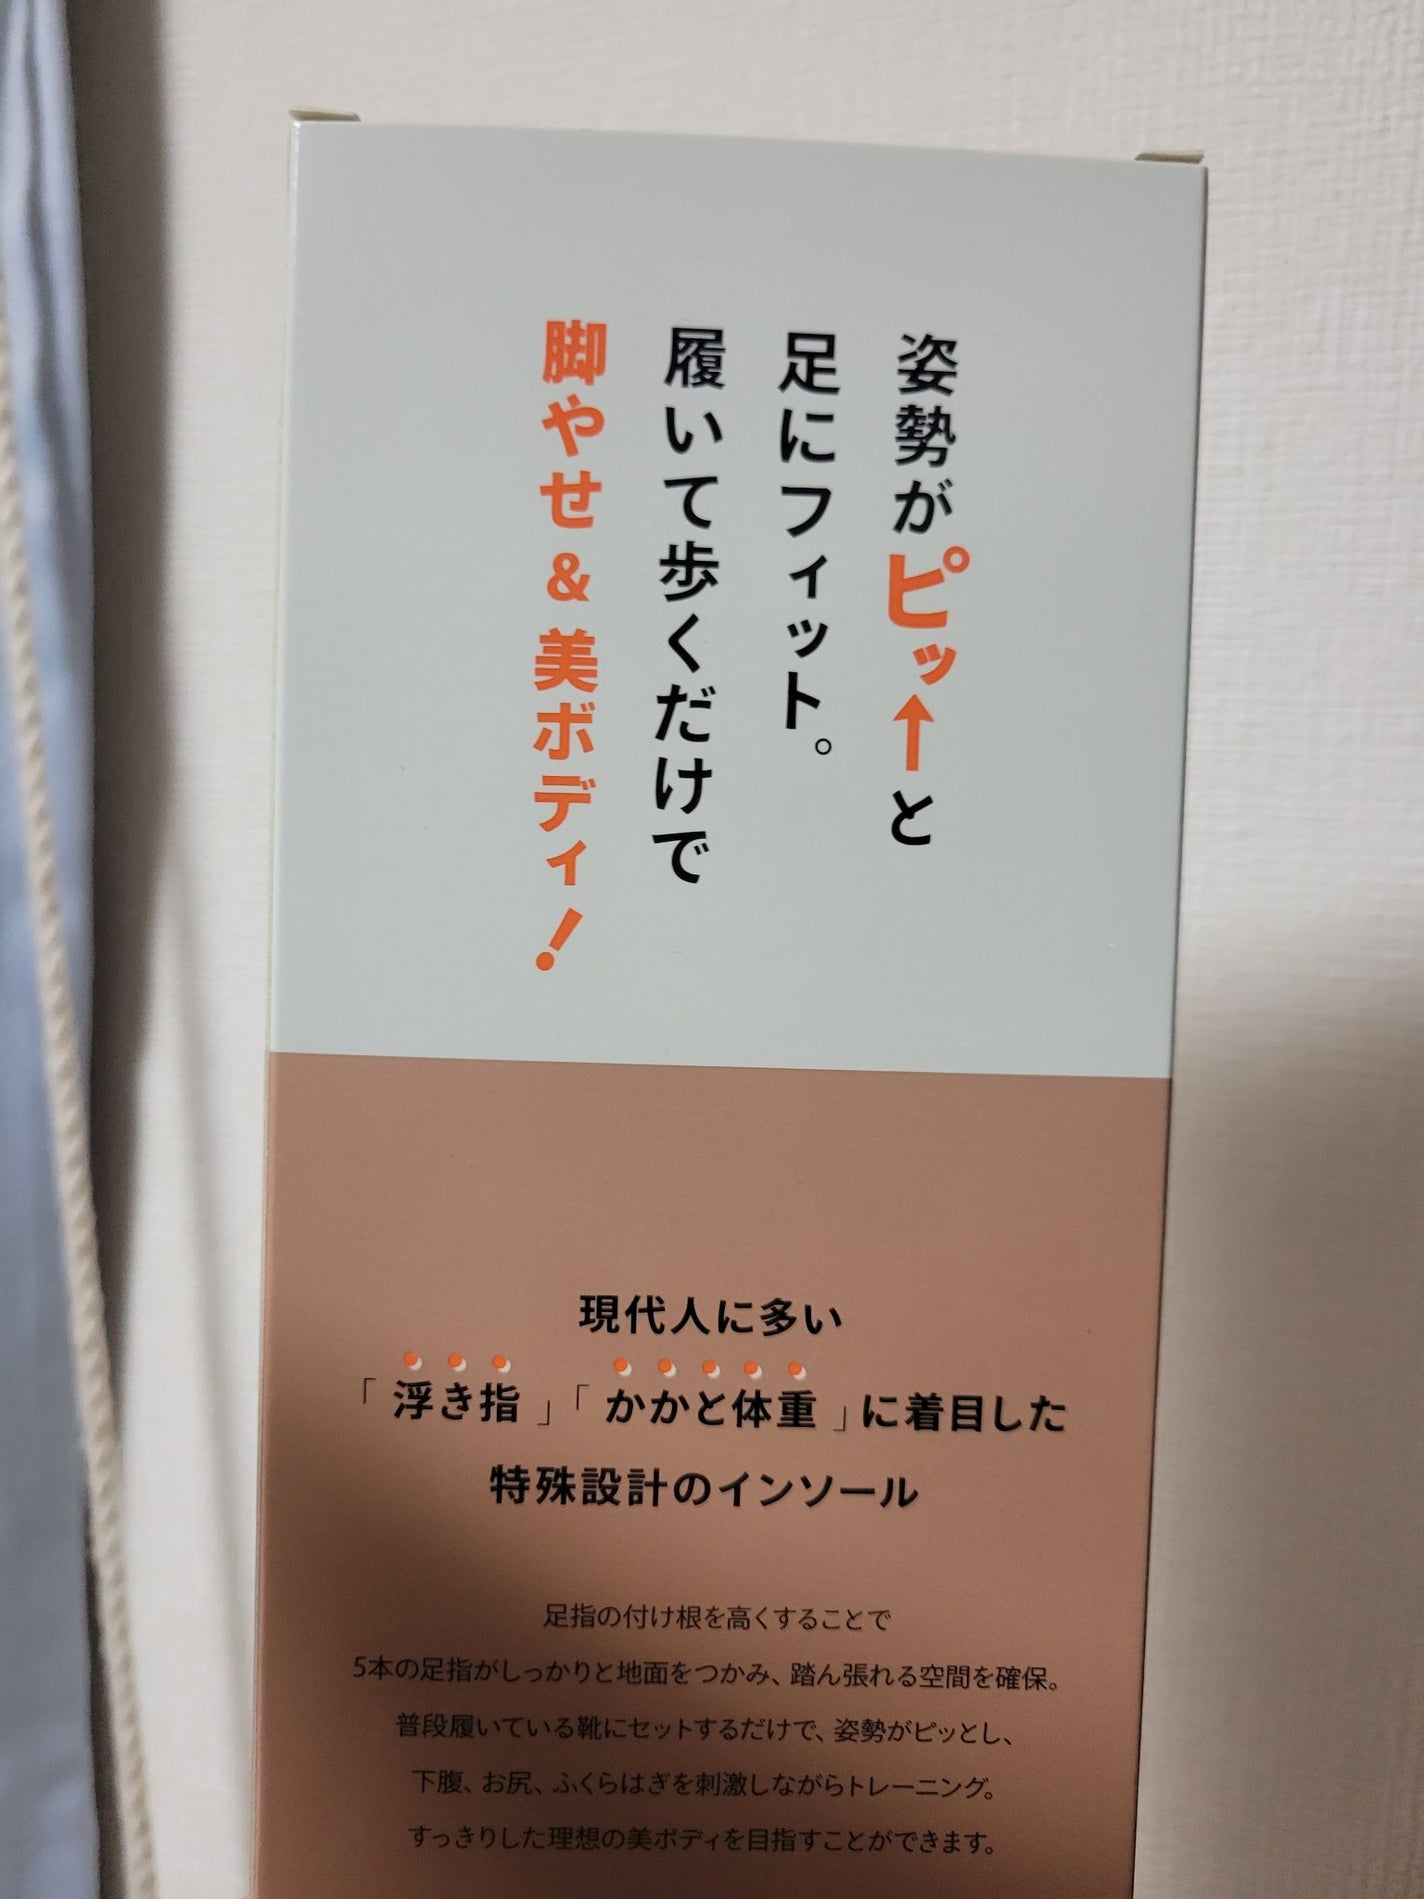 姿勢がピッ↑と
足にフィット。
履いて歩くだけで
脚やせ&美ボディ!
現代人に多い
「浮き指」「かかと体重」に着目した
特殊設計のインソール
足指の付け根を高くすることで
5本の足指がしっかりと地面をつかみ、踏ん張れる空間を確保。
普段履いている靴にセットするだけで、姿勢がピッとし、
下腹、お尻、ふくらはぎを刺激しながらトレーニング。
すっきりした理想の美ボディを目指すことができます。